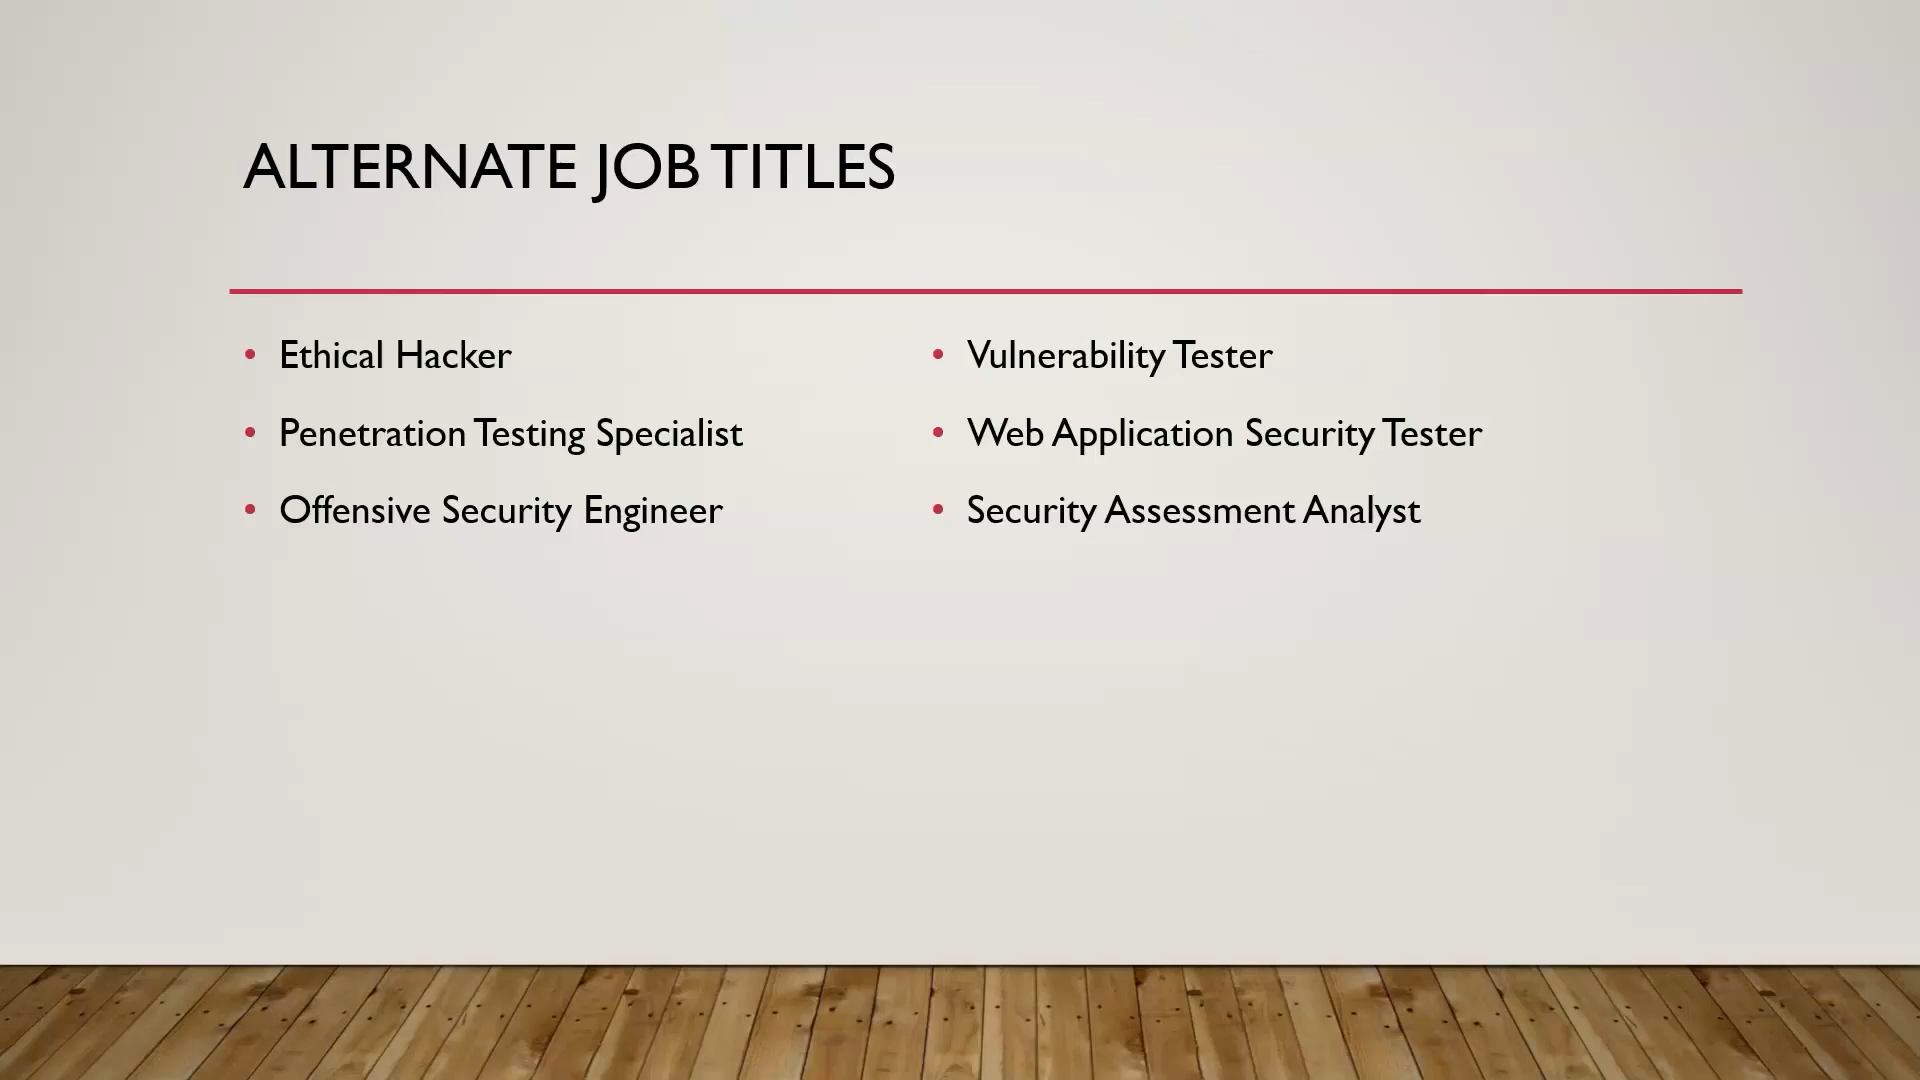 ALTERNATE JOB TITLES
• Ethical Hacker
• Penetration Testing Specialist
• Offensive Security Engineer
• Vulnerability Tester
• Web Application Security Tester
• Security Assessment Analyst